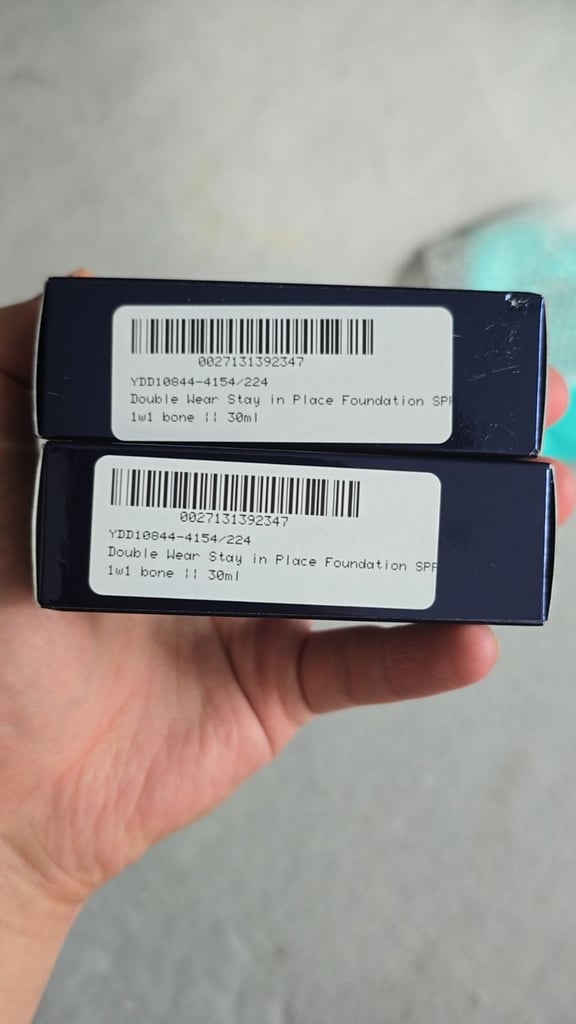 0027131392347
YDD10844-4154/224
Double Wear Stay in Place Foundation SPF
1w1 bone || 30ml
0027131392347
YDD10844-4154/224
Double Wear Stay in Place Foundation SPF
1w1 bone || 30ml